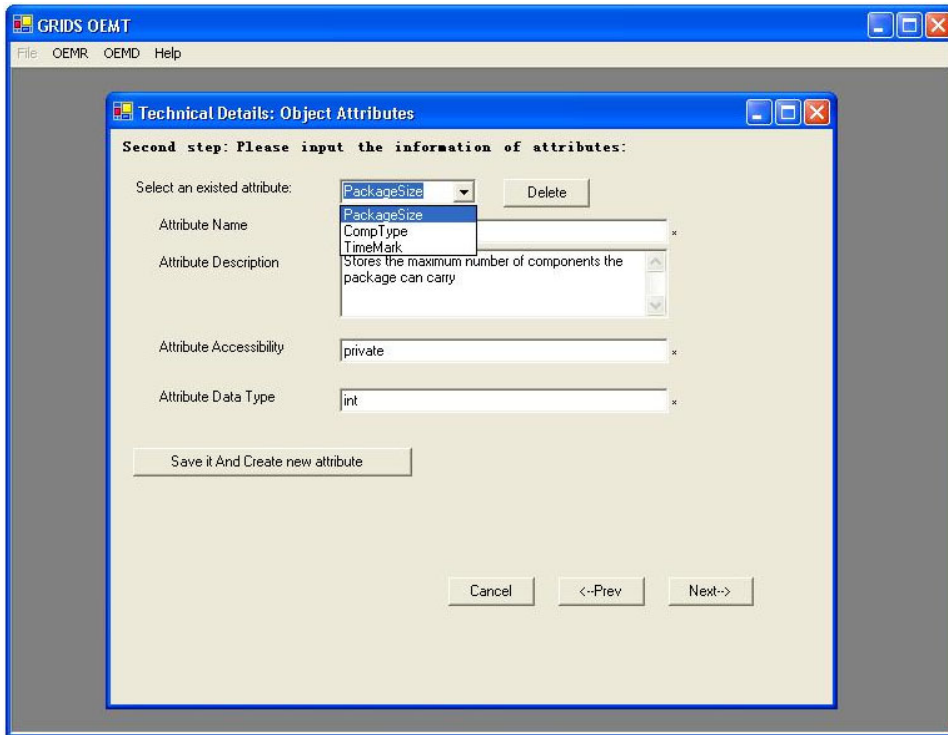 GRIDS OEMT
File OEMR OEMD Help
Technical Details: Object Attributes
Second step: Please input the information of attributes:
Select an existed attribute: PackageSize Delete
PackageSize
Attribute Name CompType *
TimeMark
Attribute Description Stores the maximum number of components the
package can carry
Attribute Accessibility private *
Attribute Data Type int *
Save it And Create new attribute
Cancel <--Prev Next-->